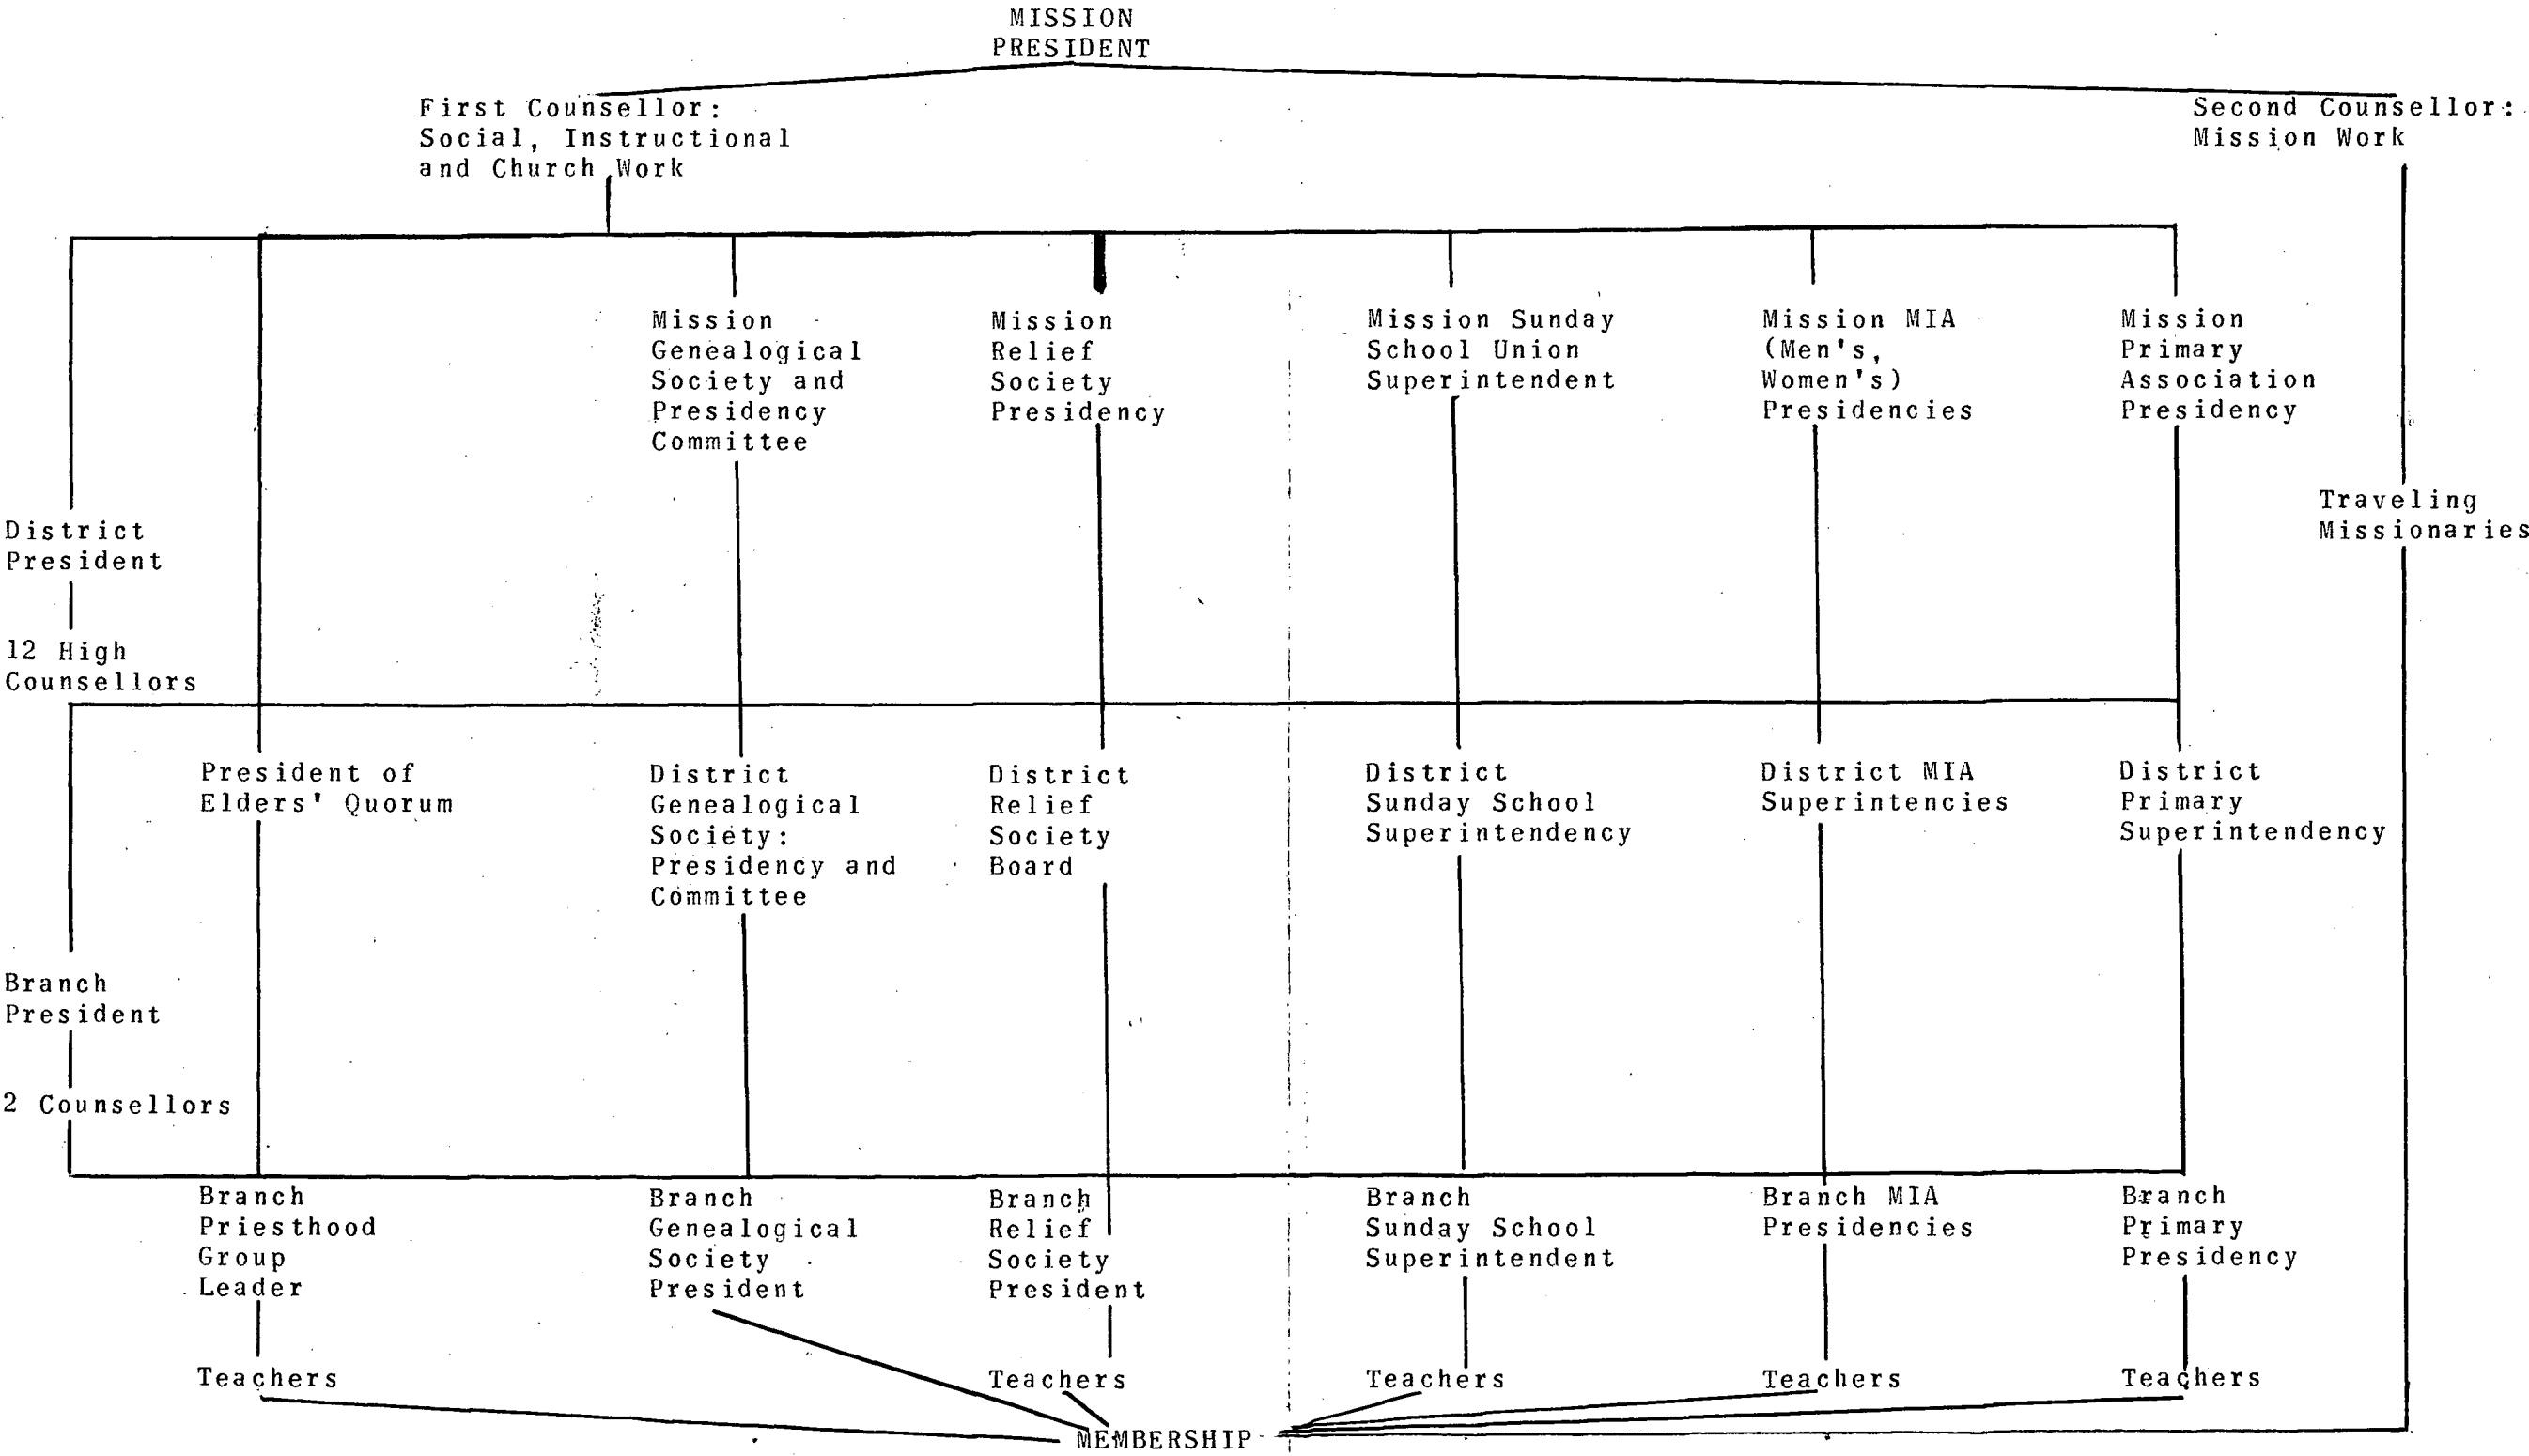 MISSION
PRESIDENT
First Counsellor:
Social, Instructional
and Church Work
Second Counsellor:
Mission Work
Mission
Genealogical
Society and
Presidency
Committee
Mission
Relief
Society
Presidency
Mission Sunday
School Union
Superintendent
Mission MIA
(Men's,
Women's)
Presidencies
Mission
Primary
Association
Presidency
Traveling
Missionaries
District
President
12 High
Counsellors
President of
Elders' Quorum
District
Genealogical
Society:
Presidency and
Committee
District
Relief
Society
Board
District
Sunday School
Superintendency
District MIA
Superintencies
District
Primary
Superintendency
Branch
President
2 Counsellors
Branch
Priesthood
Group
Leader
Branch
Genealogical
Society
President
Branch
Relief
Society
President
Branch
Sunday School
Superintendent
Branch MIA
Presidencies
Branch
Primary
Presidency
Teachers
Teachers
Teachers
Teachers
Teachers
MEMBERSHIP